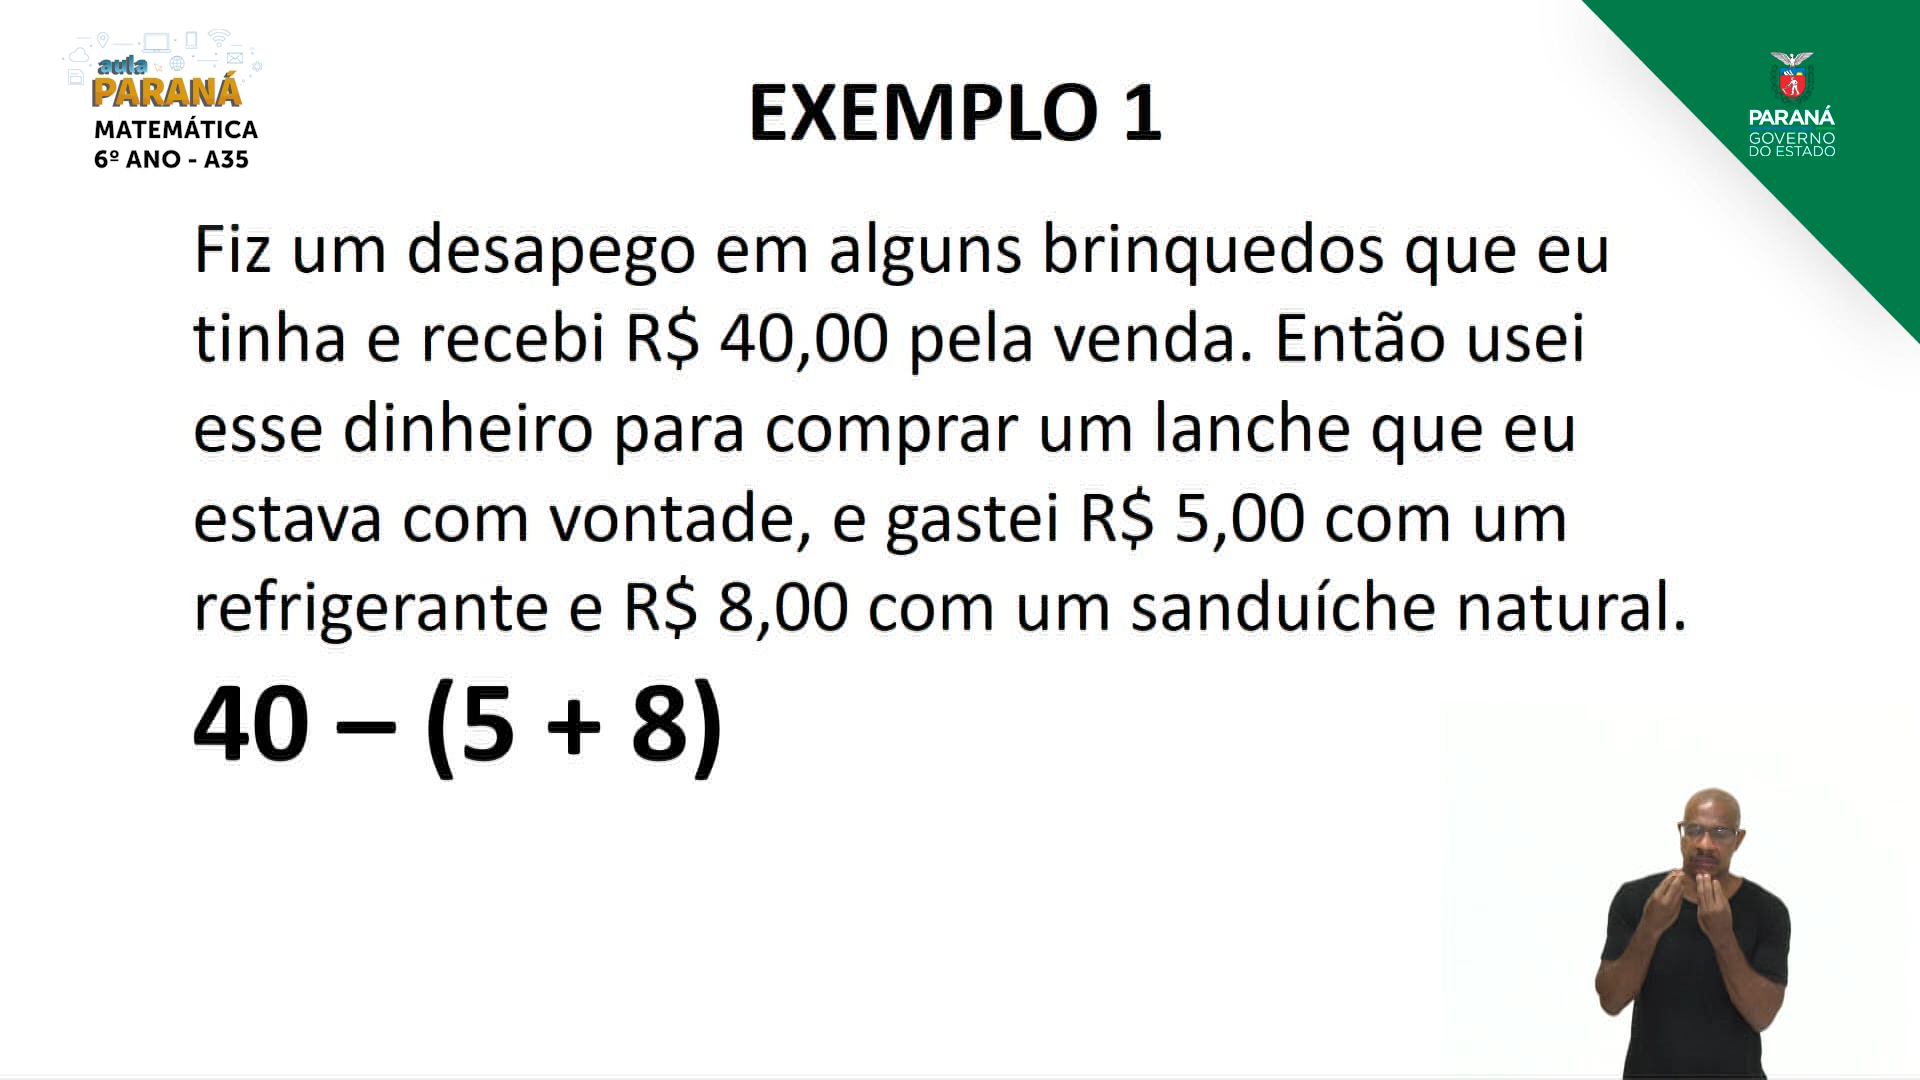 aula
PARANÁ
MATEMÁTICA
6º ANO - A35
EXEMPLO 1
PARANÁ
GOVERNO
DO ESTADO
Fiz um desapego em alguns brinquedos que eu
tinha e recebi R$ 40,00 pela venda. Então usei
esse dinheiro para comprar um lanche que eu
estava com vontade, e gastei R$ 5,00 com um
refrigerante e R$ 8,00 com um sanduíche natural.
40 – (5 + 8)